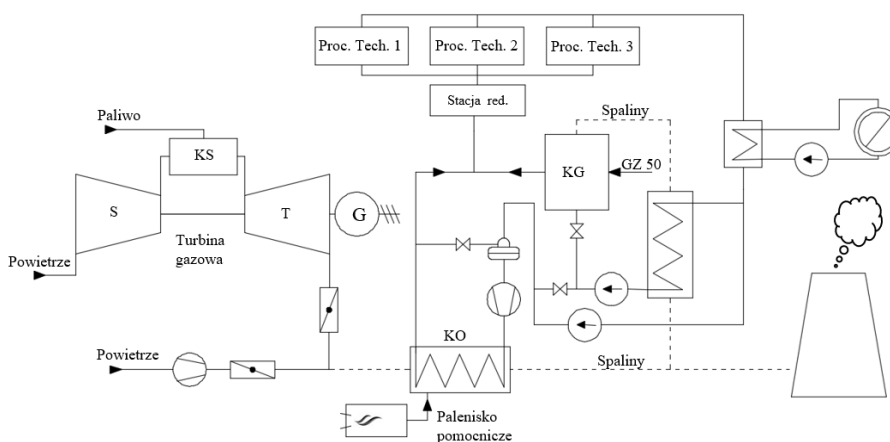 Proc. Tech. 1
Proc. Tech. 2
Proc. Tech. 3
Stacja red.
Spaliny
Paliwo
KS
KG
GZ 50
S
T
G
Turbina
gazowa
Powietrze
Powietrze
KO
Spaliny
Palenisko
pomocnicze